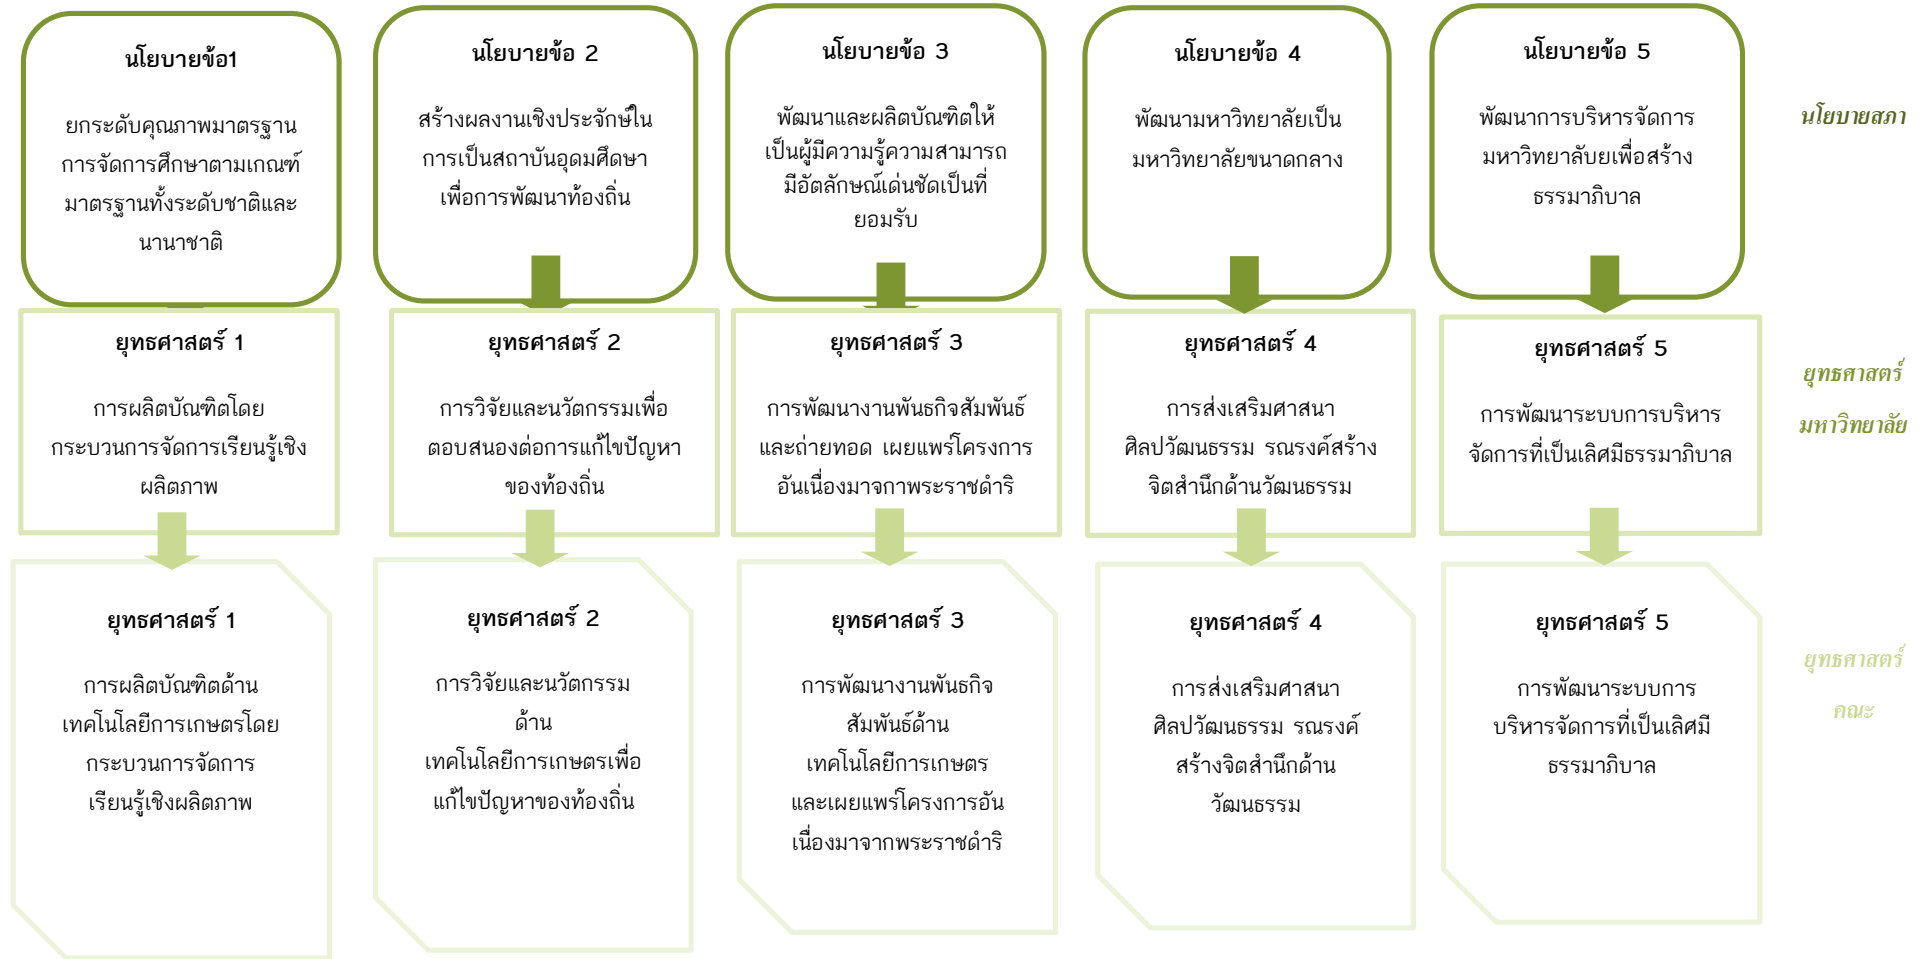 นโยบายข้อ1
ยกระดับคุณภาพมาตรฐาน
การจัดการศึกษาตามเกณฑ์
มาตรฐานทั้งระดับชาติและ
นานาชาติ
นโยบายข้อ 2
สร้างผลงานเชิงประจักษ์ใน
การเป็นสถาบันอุดมศึดษา
เพื่อการพัฒนาท้องถิ่น
นโยบายข้อ 3
พัฒนาและผลิตบัณฑิตให้
เป็นผู้มีความรู้ความสามารถ
มีอัตลักษณ์เด่นชัดเป็นที่
ยอมรับ
นโยบายข้อ 4
พัฒนามหาวิทยาลัยเป็น
มหาวิทยาลัยขนาดกลาง
นโยบายข้อ 5
พัฒนาการบริหารจัดการ
มหาวิทยาลับยเพื่อสร้าง
ธรรมาภิบาล
นโยบายสภา
ยุทธศาสตร์ 1
การผลิตบัณฑิตโดย
กระบวนการจัดการเรียนรู้เชิง
ผลิตภาพ
ยุทธศาสตร์ 2
การวิจัยและนวัตกรรมเพื่อ
ตอบสนองต่อการแก้ไขปัญหา
ของท้องถิ่น
ยุทธศาสตร์ 3
การพัฒนางานพันธกิจสัมพันธ์
และถ่ายทอด เผยแพร่โครงการ
อันเนื่องมาจกาพระราชดำริ
ยุทธศาสตร์ 4
การส่งเสริมศาสนา
ศิลปวัฒนธรรม รณรงค์สร้าง
จิตสำนึกด้านวัฒนธรรม
ยุทธศาสตร์ 5
การพัฒนาระบบการบริหาร
จัดการที่เป็นเลิศมีธรรมาภิบาล
ยุทธศาสตร์
มหาวิทยาลัย
ยุทธศาสตร์ 1
การผลิตบัณฑิตด้าน
เทคโนโลยีการเกษตรโดย
กระบวนการจัดการ
เรียนรู้เชิงผลิตภาพ
ยุทธศาสตร์ 2
การวิจัยและนวัตกรรม
ด้าน
เทคโนโลยีการเกษตรเพื่อ
แก้ไขปัญหาของท้องถิ่น
ยุทธศาสตร์ 3
การพัฒนางานพันธกิจ
สัมพันธ์ด้าน
เทคโนโลยีการเกษตร
และเผยแพร่โครงการอัน
เนื่องมาจากพระราชดำริ
ยุทธศาสตร์ 4
การส่งเสริมศาสนา
ศิลปวัฒนธรรม รณรงค์
สร้างจิตสำนึกด้าน
วัฒนธรรม
ยุทธศาสตร์ 5
การพัฒนาระบบการ
บริหารจัดการที่เป็นเลิศมี
ธรรมาภิบาล
ยุทธศาสตร์
คณะ